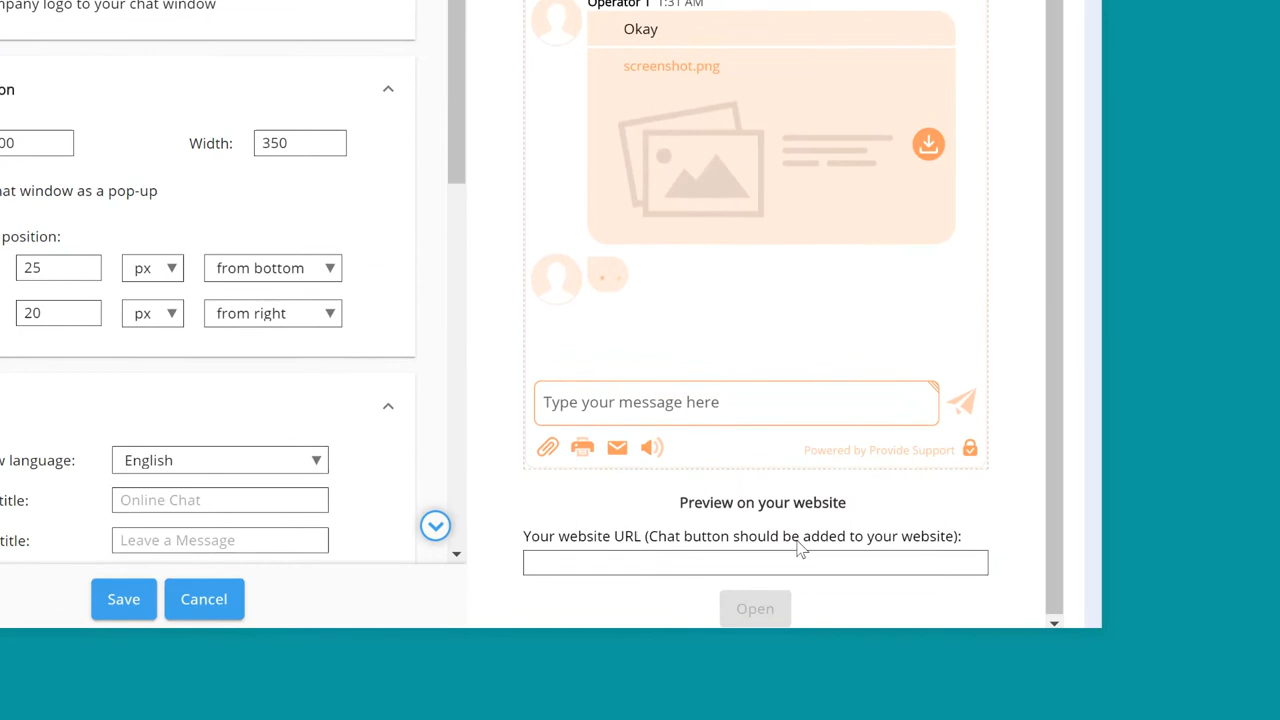 company logo to your chat window
on
00
Width:
350
hat window as a pop-up
position:
25
px
from bottom
20
px
from right
w language:
English
title:
Online Chat
title:
Leave a Message
Save
Cancel
Operator 1 1:31 AM
Okay
screenshot.png
Type your message here
Powered by Provide Support
Preview on your website
Your website URL (Chat button should be added to your website):
Open